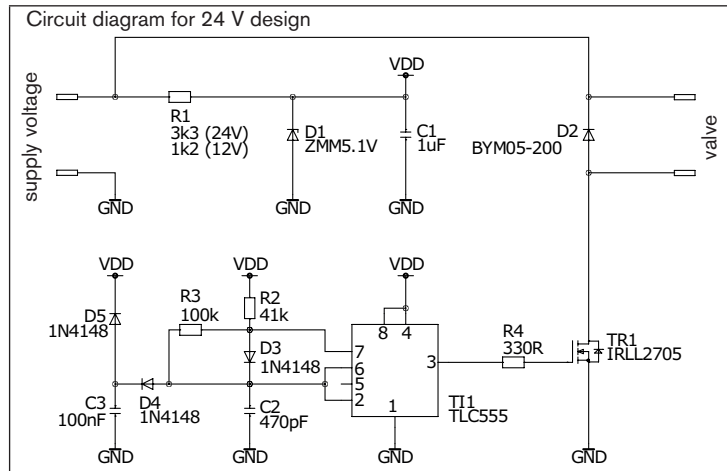 Circuit diagram for 24 V design
supply voltage
VDD
R1
3k3 (24V)
1k2 (12V)
D1
ZMM5.1V
C1
1uF
D2
BYM05-200
valve
GND
GND
GND
VDD
VDD
VDD
D5
1N4148
R3
100k
R2
41k
D3
1N4148
8
4
7
6
5
2
3
1
R4
330R
TR1
IRLL2705
C3
100nF
D4
1N4148
C2
470pF
TI1
TLC555
GND
GND
GND
GND